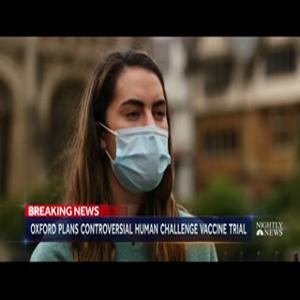 BREAKING NEWS
OXFORD PLANS CONTROVERSIAL HUMAN CHALLENGE VACCINE TRIAL
NIGHTLY
NEWS